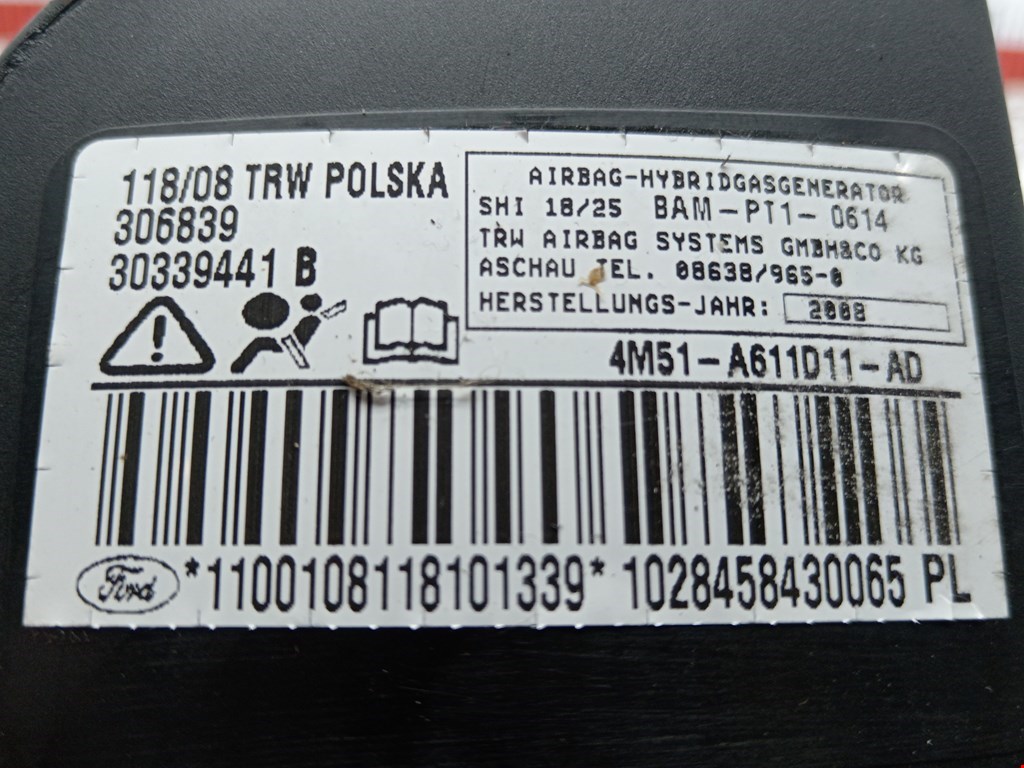 118/08 TRW POLSKA
306839
30339441 B
AIRBAG-HYBRIDGASGENERATOR
SHI 18/25 BAM-PT1-0614
TRW AIRBAG SYSTEMS GMBH&CO KG
ASCHAU TEL. 08638/965-0
HERSTELLUNGS-JAHR: 2008
4M51-A611D11-AD
Ford *1100108118101339* 1028458430065 PL